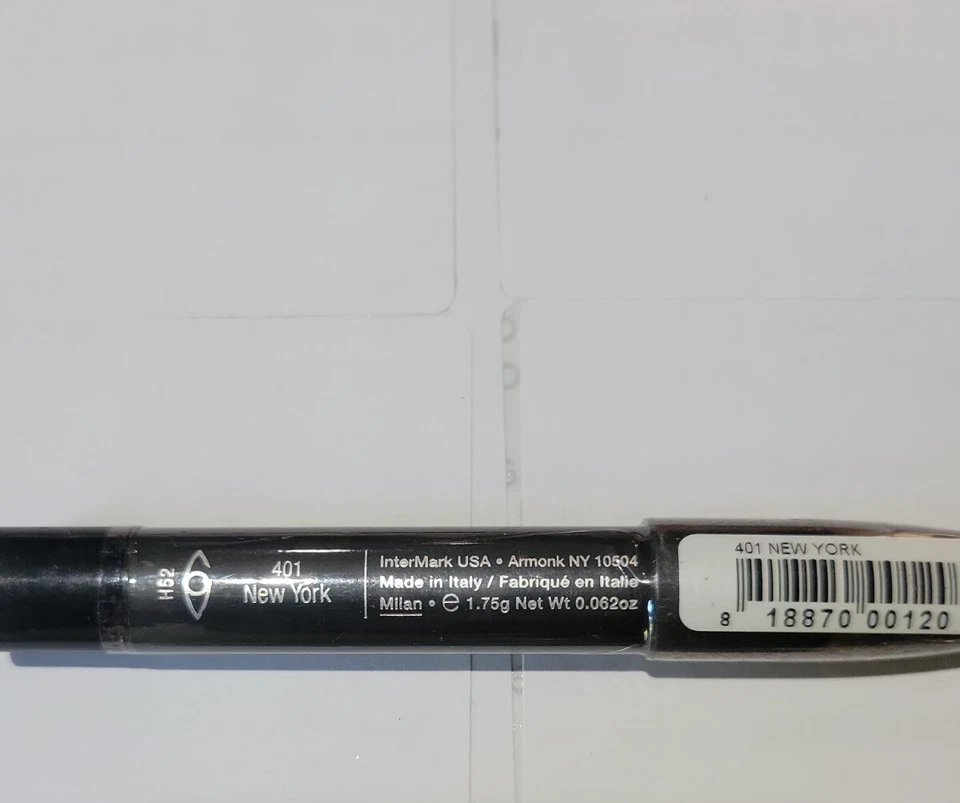 H52
401
New York
InterMark USA • Armonk NY 10504
Made in Italy / Fabriqué en Italie
Milan • ℮ 1.75g Net Wt 0.062oz
401 NEW YORK
8 18870 00120